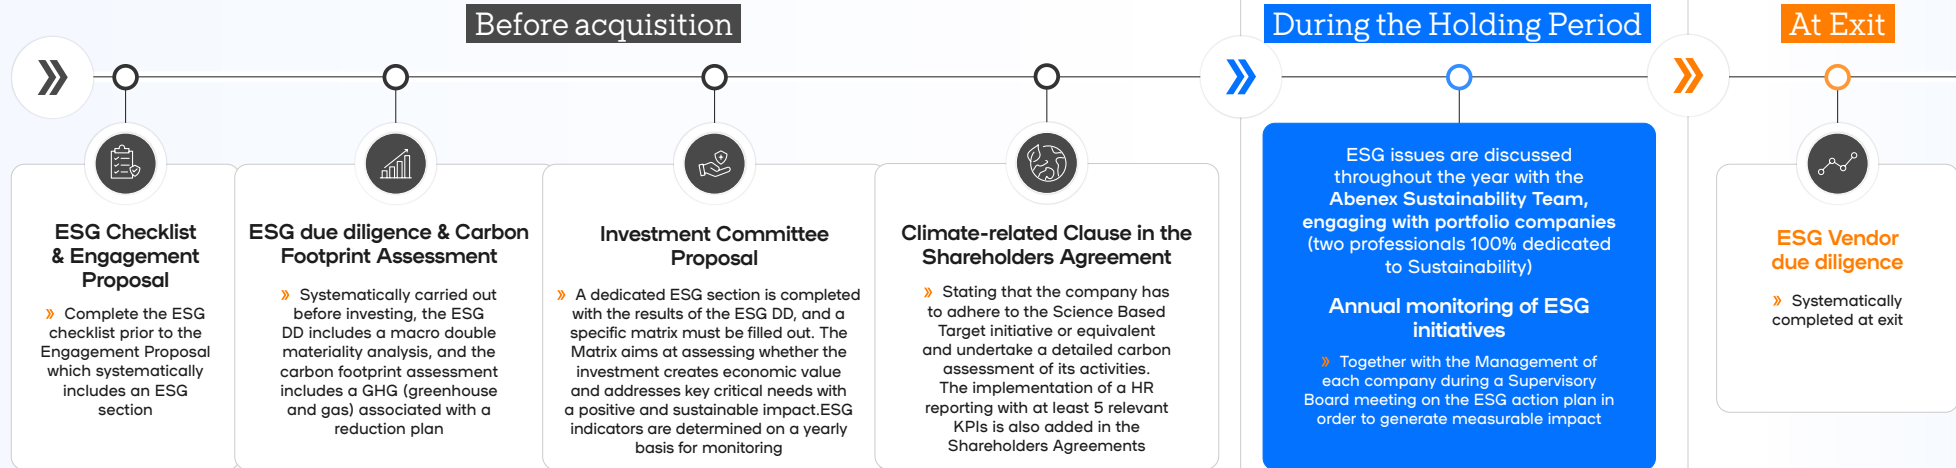 Before acquisition
During the Holding Period
At Exit
ESG Checklist
& Engagement
Proposal
» Complete the ESG
checklist prior to the
Engagement Proposal
which systematically
includes an ESG
section
ESG due diligence & Carbon
Footprint Assessment
» Systematically carried out
before investing, the ESG
DD includes a macro double
materiality analysis, and the
carbon footprint assessment
includes a GHG (greenhouse
and gas) associated with a
reduction plan
Investment Committee
Proposal
» A dedicated ESG section is completed
with the results of the ESG DD, and a
specific matrix must be filled out. The
Matrix aims at assessing whether the
investment creates economic value
and addresses key critical needs with
a positive and sustainable impact.ESG
indicators are determined on a yearly
basis for monitoring
Climate-related Clause in the
Shareholders Agreement
» Stating that the company has
to adhere to the Science Based
Target initiative or equivalent
and undertake a detailed carbon
assessment of its activities.
The implementation of a HR
reporting with at least 5 relevant
KPIs is also added in the
Shareholders Agreements
ESG issues are discussed
throughout the year with the
Abenex Sustainability Team,
engaging with portfolio companies
(two professionals 100% dedicated
to Sustainability)
Annual monitoring of ESG
initiatives
» Together with the Management of
each company during a Supervisory
Board meeting on the ESG action plan in
order to generate measurable impact
ESG Vendor
due diligence
» Systematically
completed at exit